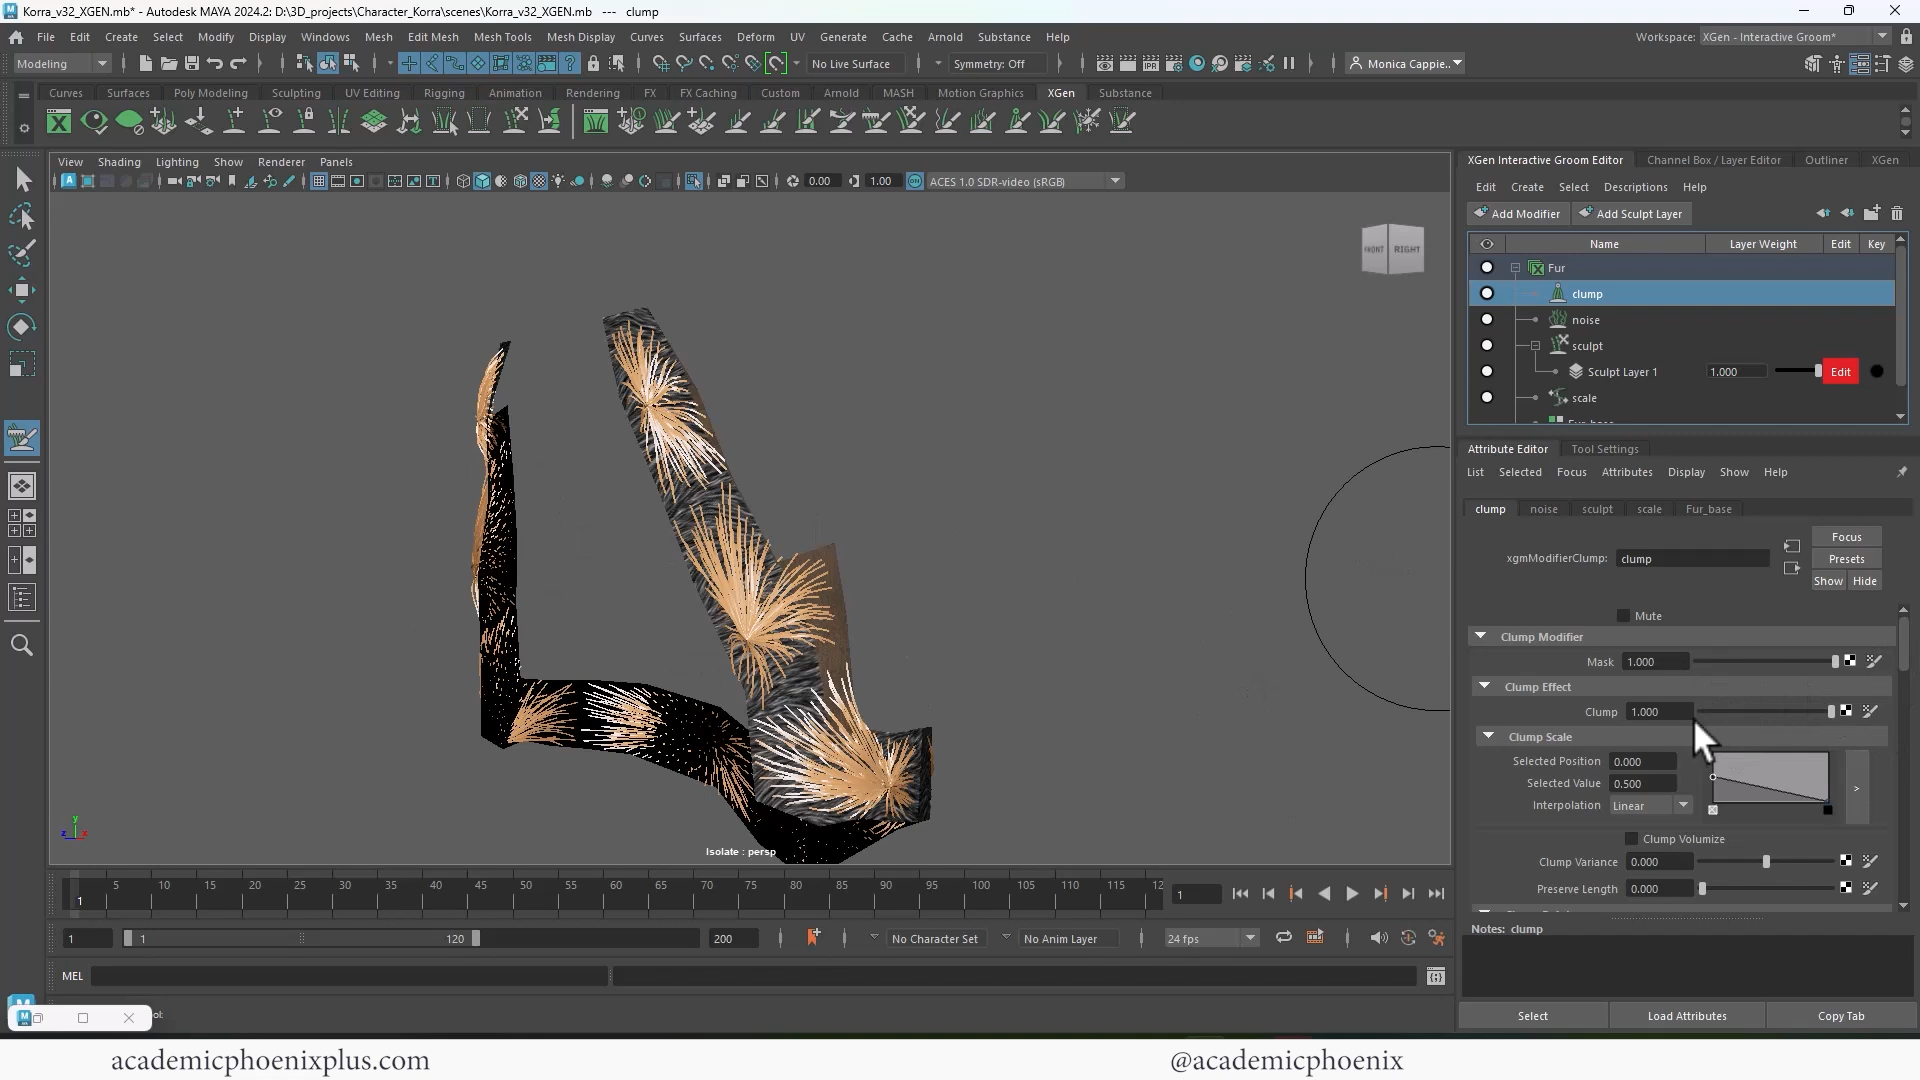 Korra_v32_XGEN.mb* - Autodesk MAYA 2024.2: D:\3D_projects\Character_Korra\scenes\Korra_v32_XGEN.mb --- clump
File Edit Create Select Modify Display Windows Mesh Edit Mesh Mesh Tools Mesh Display Curves Surfaces Deform UV Generate Cache Arnold Substance Help Workspace: XGen - Interactive Groom*
Modeling No Live Surface Symmetry: Off Monica Cappie..
Curves Surfaces Poly Modeling Sculpting UV Editing Rigging Animation Rendering FX FX Caching Custom Arnold MASH Motion Graphics XGen Substance
View Shading Lighting Show Renderer Panels
0.00 1.00 ACES 1.0 SDR-video (sRGB)
FRONT RIGHT
Isolate : persp
XGen Interactive Groom Editor Channel Box / Layer Editor Outliner XGen
Edit Create Select Descriptions Help
Add Modifier Add Sculpt Layer
Name Layer Weight Edit Key
Fur
clump
noise
sculpt
Sculpt Layer 1 1.000 Edit
scale
Attribute Editor Tool Settings
List Selected Focus Attributes Display Show Help
clump noise sculpt scale Fur_base
xgmModifierClump: clump
Focus
Presets
Show Hide
Mute
Clump Modifier
Mask 1.000
Clump Effect
Clump 1.000
Clump Scale
Selected Position 0.000
Selected Value 0.500
Interpolation Linear
>
Clump Volumize
Clump Variance 0.000
Preserve Length 0.000
Notes: clump
Select Load Attributes Copy Tab
5 10 15 20 25 30 35 40 45 50 55 60 65 70 75 80 85 90 95 100 105 110 115 12
1 1
1 1 120 200 No Character Set No Anim Layer 24 fps
MEL
academicphoenixplus.com @academicphoenix